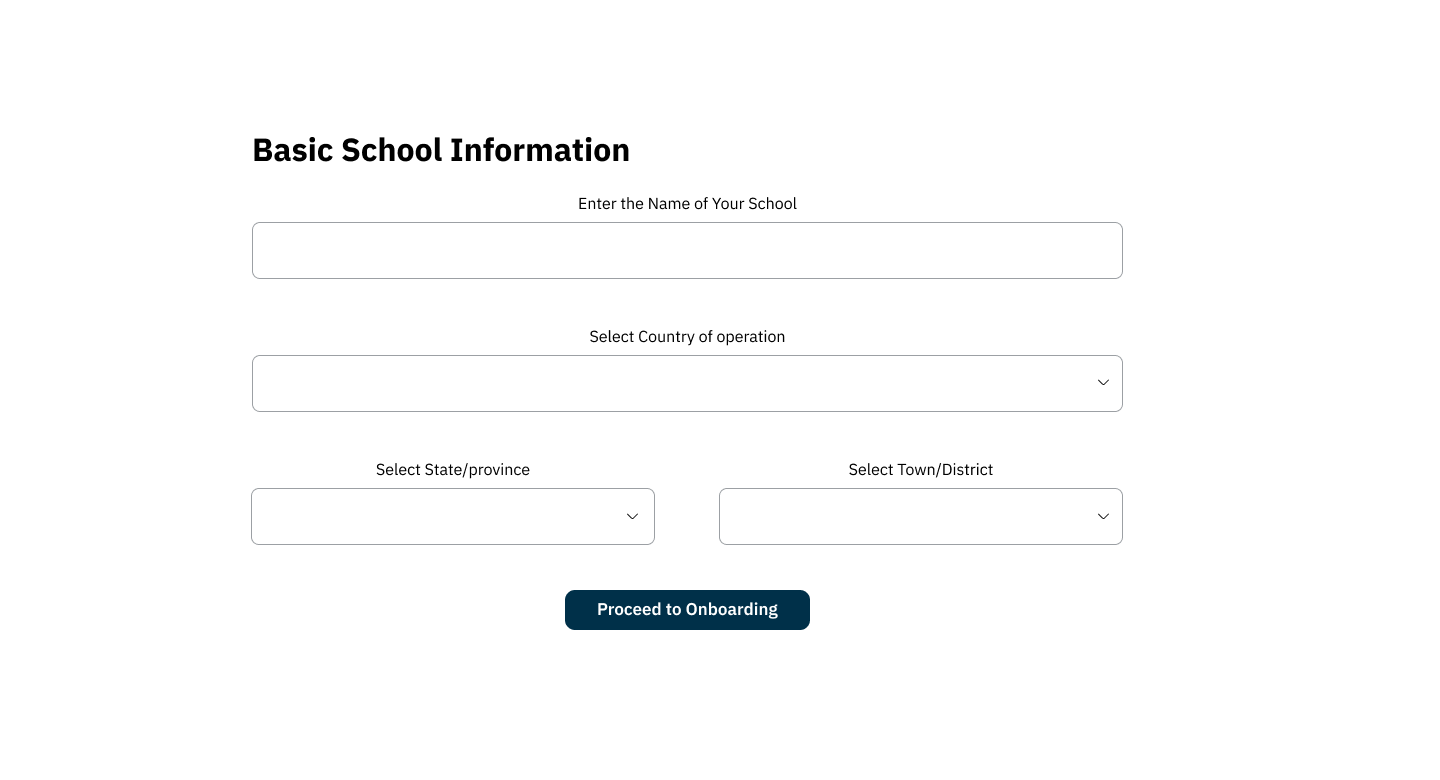 Basic School Information
Enter the Name of Your School
Select Country of operation
Select State/province
Select Town/District
Proceed to Onboarding